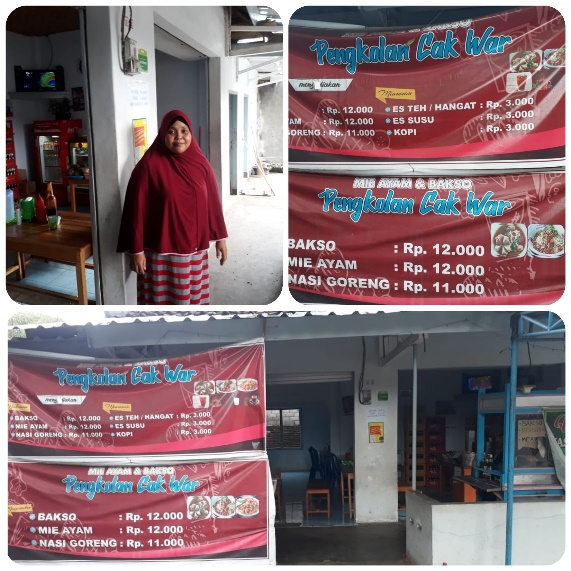 Pengkolan Cak War
menyediakan
Minuman
: Rp. 12.000
AYAM : Rp. 12.000
GORENG : Rp. 11.000
ES TEH / HANGAT : Rp. 3.000
ES SUSU : Rp. 3.000
KOPI : Rp. 3.000
MIE AYAM & BAKSO
Pengkolan Cak War
BAKSO : Rp. 12.000
MIE AYAM : Rp. 12.000
NASI GORENG : Rp. 11.000
Pengkolan Cak War
menyediakan
Minuman
BAKSO : Rp. 12.000
MIE AYAM : Rp. 12.000
NASI GORENG : Rp. 11.000
ES TEH / HANGAT : Rp. 3.000
ES SUSU : Rp. 3.000
KOPI : Rp. 3.000
MIE AYAM & BAKSO
Pengkolan Cak War
BAKSO : Rp. 12.000
MIE AYAM : Rp. 12.000
NASI GORENG : Rp. 11.000
BAKSO